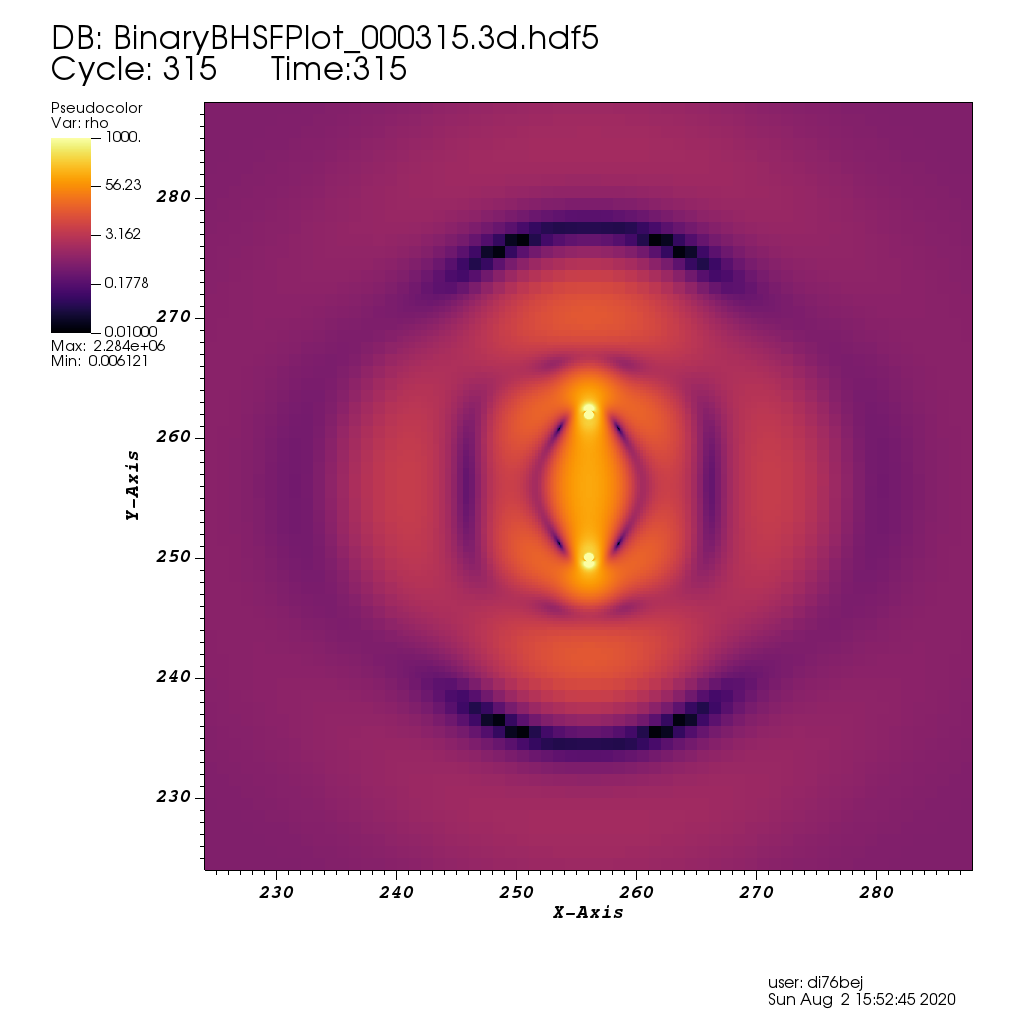 DB: BinaryBHSFPlot_000315.3d.hdf5
Cycle: 315 Time:315
Pseudocolor
Var: rho
1000.
56.23
3.162
0.1778
0.01000
Max: 2.284e+06
Min: 0.006121
280
270
260
250
240
230
Y-Axis
230 240 250 260 270 280
X-Axis
user: di76bej
Sun Aug 2 15:52:45 2020